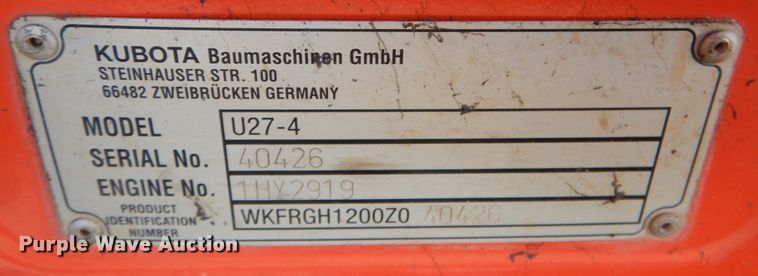 KUBOTA Baumaschinen GmbH
STEINHAUSER STR. 100
66482 ZWEIBRÜCKEN GERMANY
MODEL U27-4
SERIAL No. 40426
ENGINE No. 1HY2919
PRODUCT IDENTIFICATION NUMBER WKFRGH1200Z0 40426
Purple Wave Auction